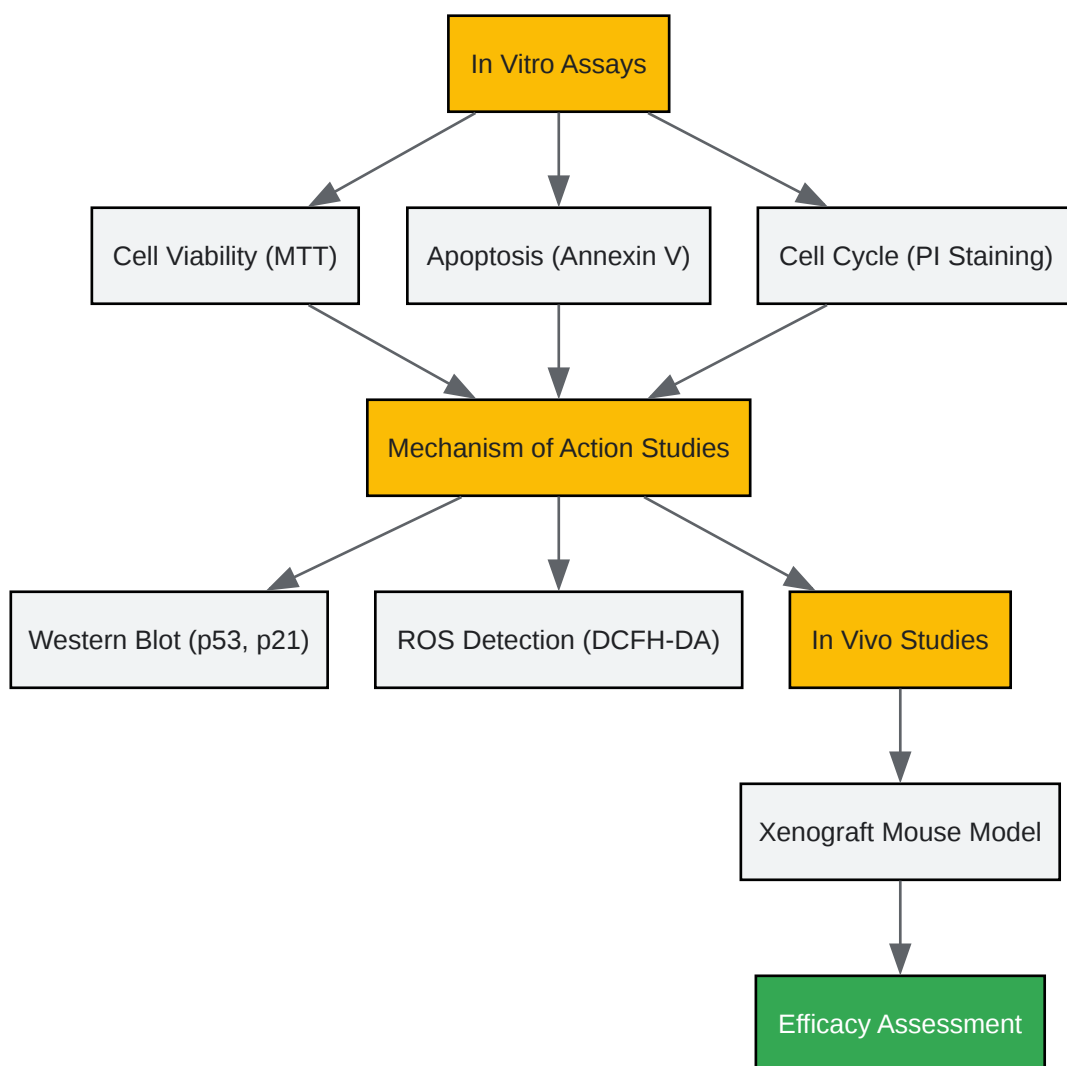 In Vitro Assays
Cell Viability (MTT)
Apoptosis (Annexin V)
Cell Cycle (PI Staining)
Mechanism of Action Studies
Western Blot (p53, p21)
ROS Detection (DCFH-DA)
In Vivo Studies
Xenograft Mouse Model
Efficacy Assessment